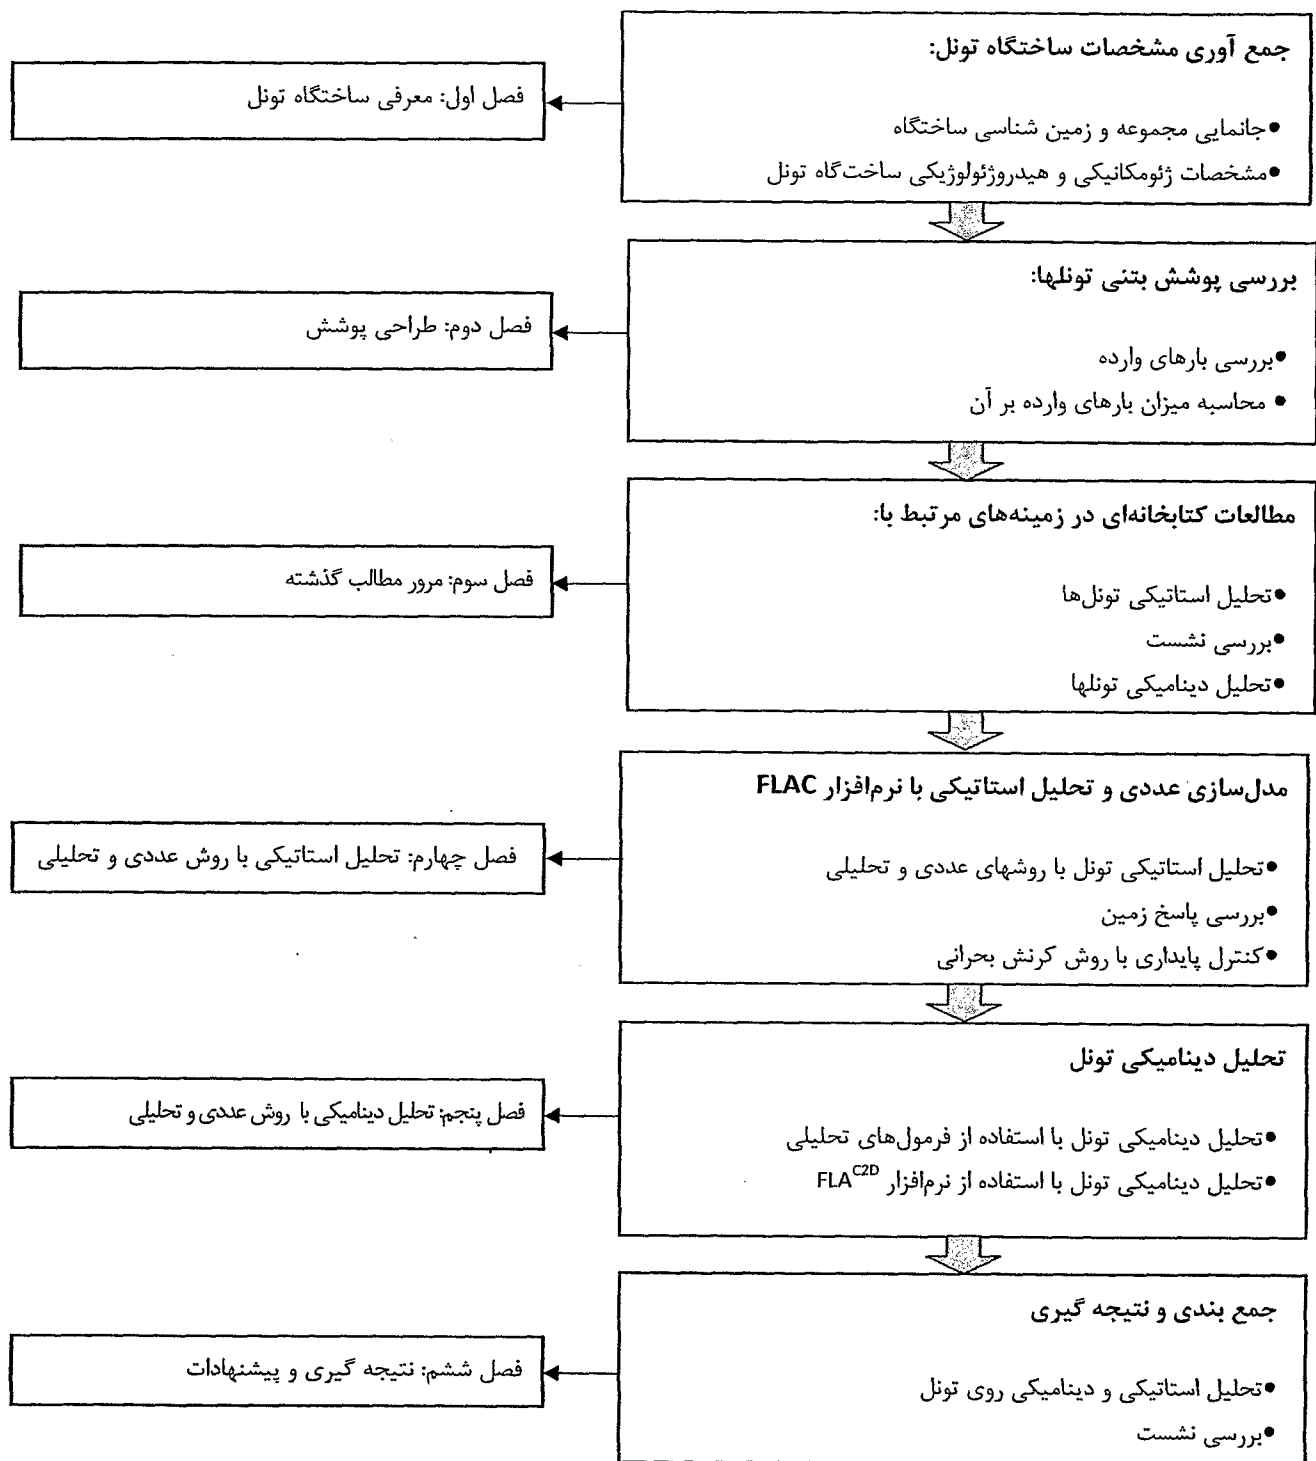 جمع آوری مشخصات ساختگاه تونل:
•جانمایی مجموعه و زمین شناسی ساختگاه
•مشخصات ژئومکانیکی و هیدروژئولوژیکی ساخت‌گاه تونل
فصل اول: معرفی ساختگاه تونل
بررسی پوشش بتنی تونلها:
•بررسی بارهای وارده
• محاسبه میزان بارهای وارده بر آن
فصل دوم: طراحی پوشش
مطالعات کتابخانه‌ای در زمینه‌های مرتبط با:
•تحلیل استاتیکی تونل‌ها
•بررسی نشست
•تحلیل دینامیکی تونلها
فصل سوم: مرور مطالب گذشته
مدل‌سازی عددی و تحلیل استاتیکی با نرم‌افزار FLAC
•تحلیل استاتیکی تونل با روشهای عددی و تحلیلی
•بررسی پاسخ زمین
•کنترل پایداری با روش کرنش بحرانی
فصل چهارم: تحلیل استاتیکی با روش عددی و تحلیلی
تحلیل دینامیکی تونل
•تحلیل دینامیکی تونل با استفاده از فرمول‌های تحلیلی
•تحلیل دینامیکی تونل با استفاده از نرم‌افزار FLAC2D
فصل پنجم: تحلیل دینامیکی با روش عددی و تحلیلی
جمع بندی و نتیجه گیری
•تحلیل استاتیکی و دینامیکی روی تونل
•بررسی نشست
فصل ششم: نتیجه گیری و پیشنهادات